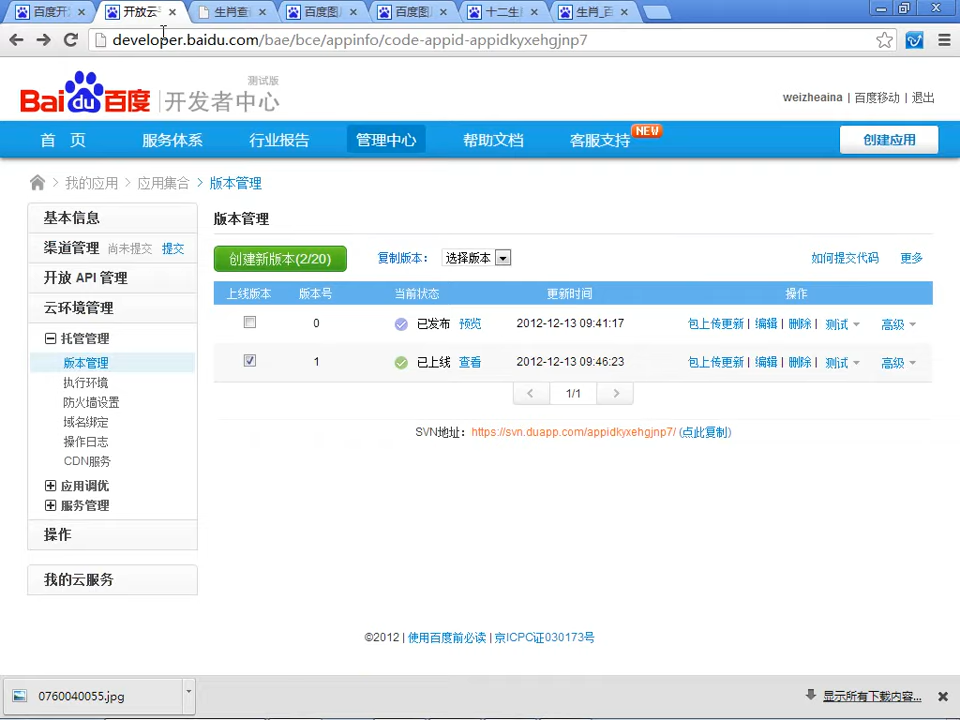 百度开
开放云
生肖查
百度图
百度图
十二生
生肖_百
developer.baidu.com/bae/bce/appinfo/code-appid-appidkyxehgjnp7
Bai du 百度 开发者中心 测试版
weizheaina | 百度移动 | 退出
首 页 服务体系 行业报告 管理中心 帮助文档 客服支持 NEW 创建应用
我的应用 > 应用集合 > 版本管理
基本信息
渠道管理 尚未提交 提交
开放 API 管理
云环境管理
托管管理
版本管理
执行环境
防火墙设置
域名绑定
操作日志
CDN服务
应用调优
服务管理
操作
我的云服务
版本管理
创建新版本(2/20) 复制版本: 选择版本 如何提交代码 更多
上线版本 版本号 当前状态 更新时间 操作
0 已发布 预览 2012-12-13 09:41:17 包上传更新 | 编辑 | 删除 | 测试 高级
1 已上线 查看 2012-12-13 09:46:23 包上传更新 | 编辑 | 删除 | 测试 高级
< 1/1 >
SVN地址: https://svn.duapp.com/appidkyxehgjnp7/ (点此复制)
©2012 | 使用百度前必读 | 京ICPC证030173号
0760040055.jpg
显示所有下载内容...